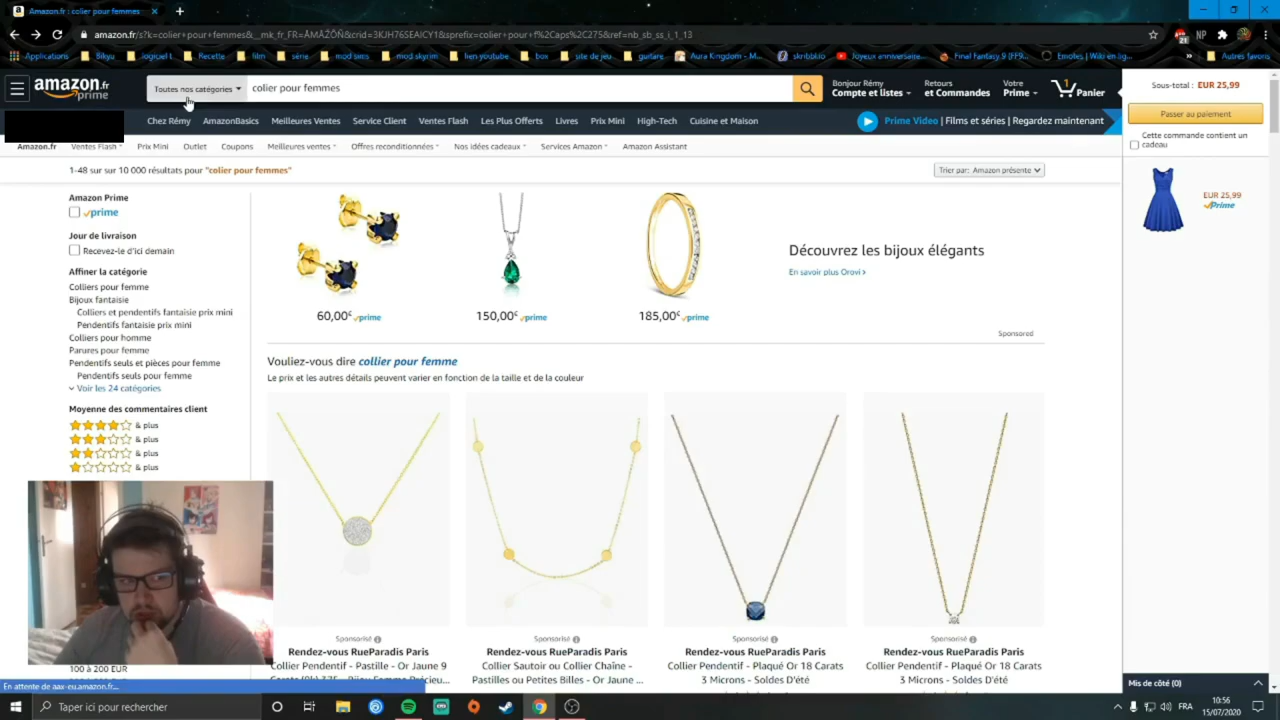 Amazon.fr : colier pour femmes
amazon.fr/s?k=colier+pour+femmes&__mk_fr_FR=ÅMÅŽÕÑ&crid=3KJH76SEAJCY1&sprefix=colier+pour+f%2Caps%2C275&ref=nb_sb_ss_i_1_13
21
NP
Applications
Bikyu
logiciel t
Recette
film
série
mod sims
mod skyrim
lien youtube
box
site de jeu
guitare
Aura Kingdom - M...
skribblio
Joyeux anniversaire...
Final Fantasy 9 (FF9...
Emotes | Wiki en lig...
»
Autres favoris
amazon.fr
prime
Toutes nos catégories
colier pour femmes
Bonjour Rémy
Compte et listes
Retours
et Commandes
Votre
Prime
1
Panier
Chez Rémy
AmazonBasics
Meilleures Ventes
Service Client
Ventes Flash
Les Plus Offerts
Livres
Prix Mini
High-Tech
Cuisine et Maison
Prime Video | Films et séries | Regardez maintenant
Amazon.fr
Ventes Flash
Prix Mini
Outlet
Coupons
Meilleures ventes
Offres reconditionnées
Nos idées cadeaux
Services Amazon
Amazon Assistant
1-48 sur sur 10 000 résultats pour "colier pour femmes"
Trier par: Amazon présente
Sous-total : EUR 25,99
Passer au paiement
Cette commande contient un
cadeau
EUR 25,99
Prime
Amazon Prime
prime
Jour de livraison
Recevez-le d'ici demain
Affiner la catégorie
Colliers pour femme
Bijoux fantaisie
Colliers et pendentifs fantaisie prix mini
Pendentifs fantaisie prix mini
Colliers pour homme
Parures pour femme
Pendentifs seuls et pièces pour femme
Pendentifs seuls pour femme
Voir les 24 catégories
Moyenne des commentaires client
& plus
& plus
& plus
& plus
100 à 200 EUR
60,00€ prime
150,00€ prime
185,00€ prime
Découvrez les bijoux élégants
En savoir plus Orovi ›
Sponsored
Vouliez-vous dire collier pour femme
Le prix et les autres détails peuvent varier en fonction de la taille et de la couleur
Sponsorisé
Rendez-vous RueParadis Paris
Collier Pendentif - Pastille - Or Jaune 9
Carats (9k) 375 - Bijou Femme Précieu...
Sponsorisé
Rendez-vous RueParadis Paris
Collier Sautoir ou Collier Chaîne -
Pastilles ou Petites Billes - Or Jaune ...
Sponsorisé
Rendez-vous RueParadis Paris
Collier Pendentif - Plaqué Or 18 Carats
3 Microns - Soldes D'été
Sponsorisé
Rendez-vous RueParadis Paris
Collier Pendentif - Plaqué Or 18 Carats
3 Microns - Soldes D'été
Mis de côté (0)
En attente de aax-eu.amazon.fr...
Taper ici pour rechercher
FRA
10:56
15/07/2020